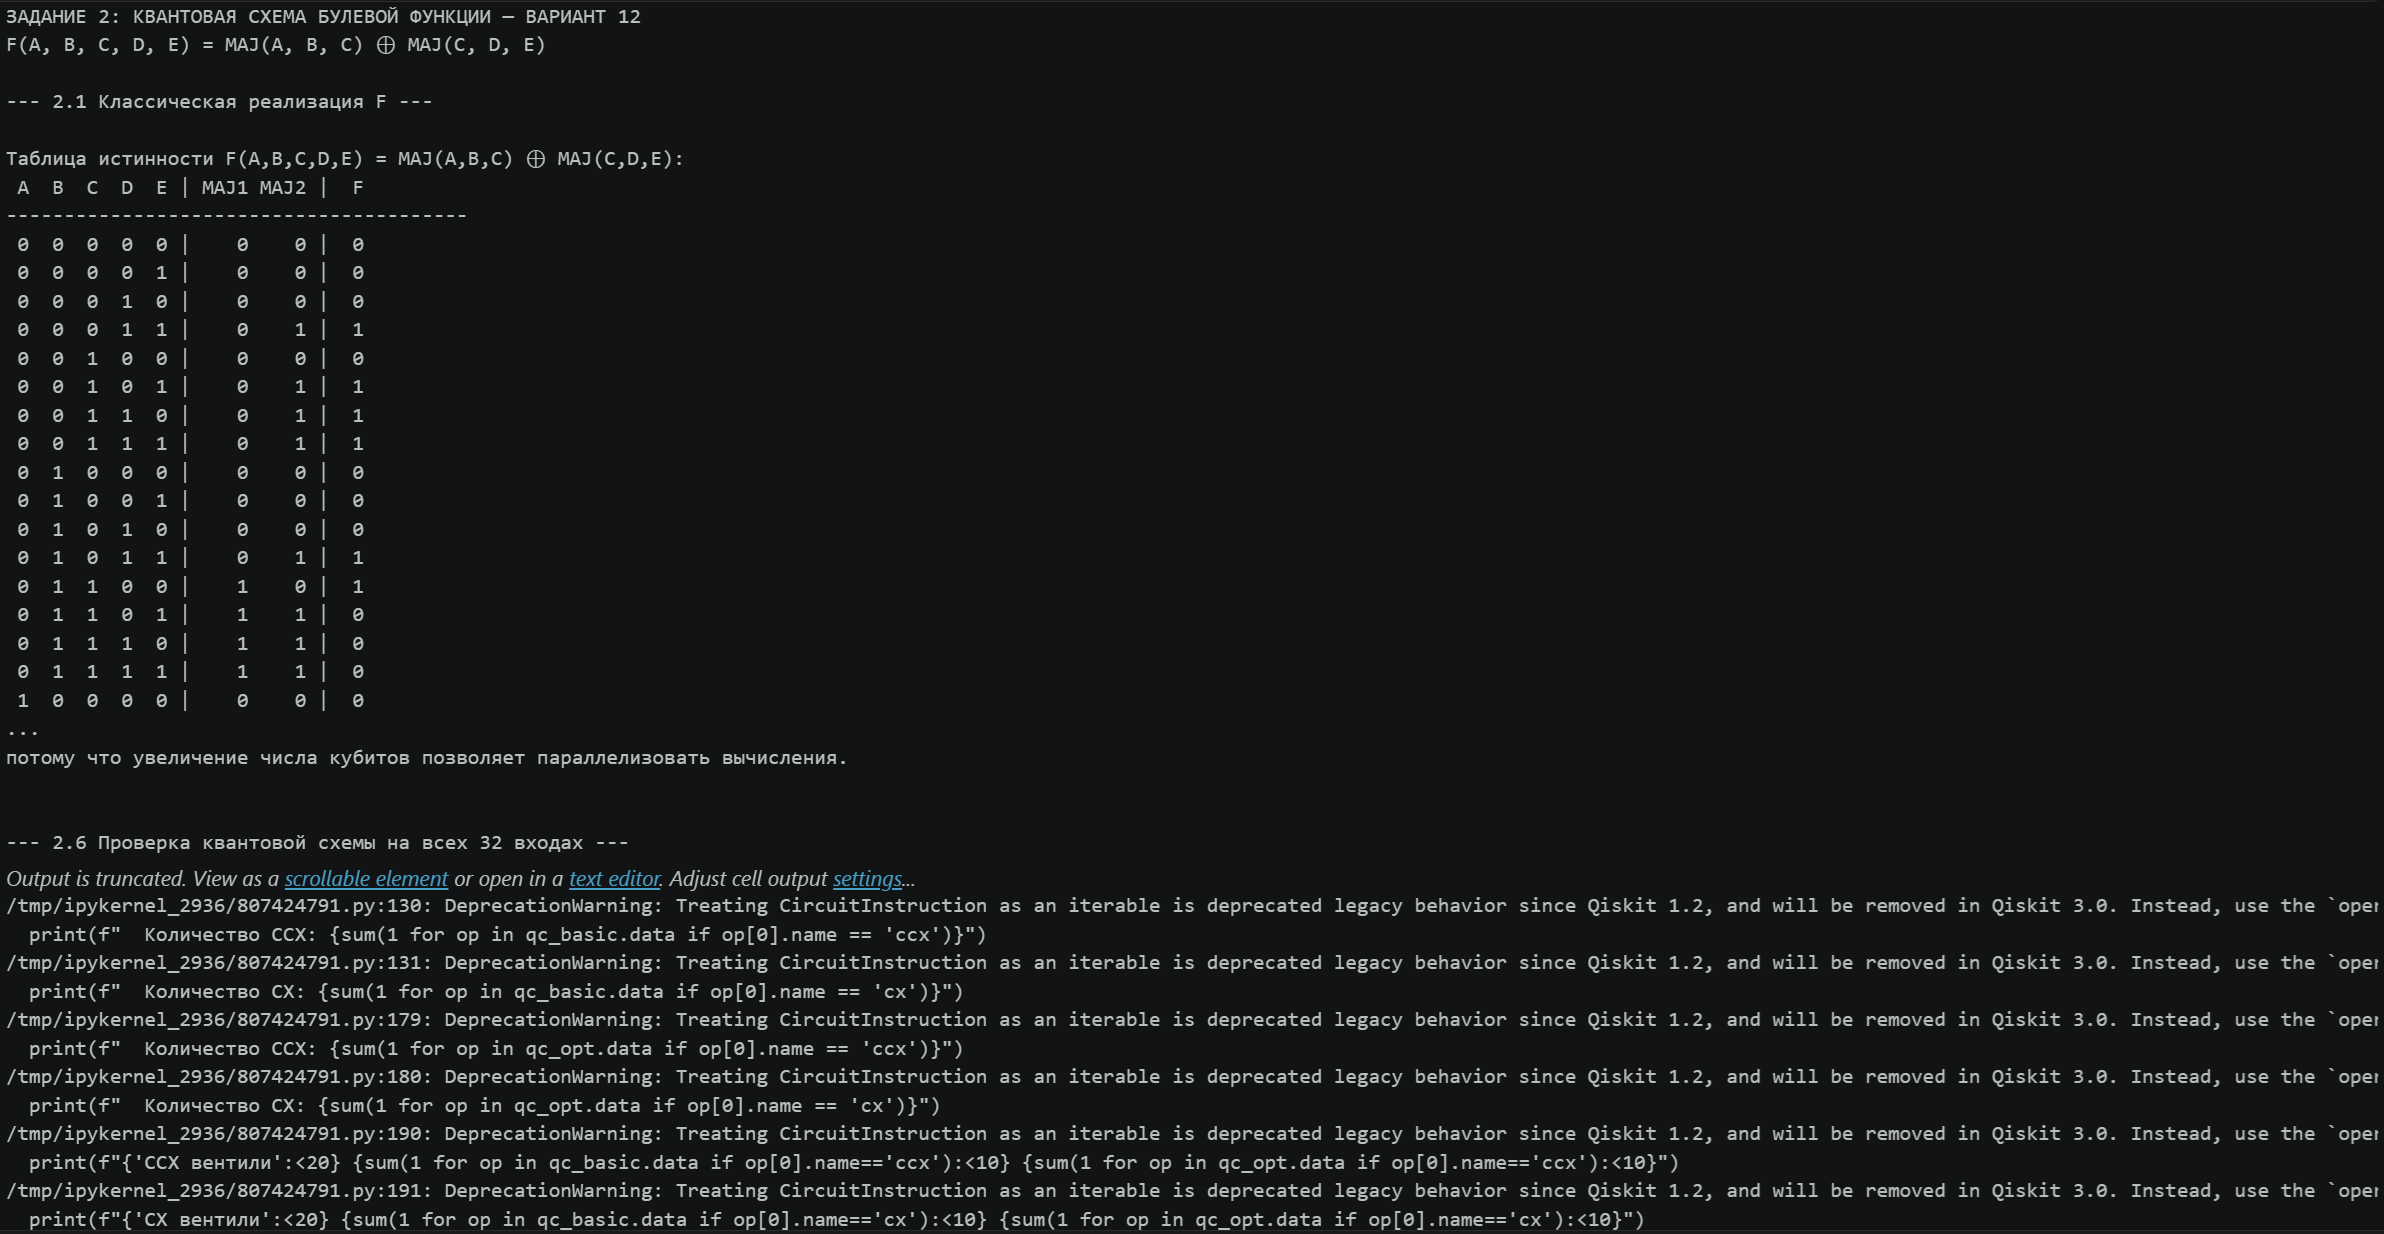 ЗАДАНИЕ 2: КВАНТОВАЯ СХЕМА БУЛЕВОЙ ФУНКЦИИ — ВАРИАНТ 12
F(A, B, C, D, E) = MAJ(A, B, C) ⊕ MAJ(C, D, E)
--- 2.1 Классическая реализация F ---
Таблица истинности F(A,B,C,D,E) = MAJ(A,B,C) ⊕ MAJ(C,D,E):
A B C D E | MAJ1 MAJ2 | F
----------------------------------------
0 0 0 0 0 | 0 0 | 0
0 0 0 0 1 | 0 0 | 0
0 0 0 1 0 | 0 0 | 0
0 0 0 1 1 | 0 1 | 1
0 0 1 0 0 | 0 0 | 0
0 0 1 0 1 | 0 1 | 1
0 0 1 1 0 | 0 1 | 1
0 0 1 1 1 | 0 1 | 1
0 1 0 0 0 | 0 0 | 0
0 1 0 0 1 | 0 0 | 0
0 1 0 1 0 | 0 0 | 0
0 1 0 1 1 | 0 1 | 1
0 1 1 0 0 | 1 0 | 1
0 1 1 0 1 | 1 1 | 0
0 1 1 1 0 | 1 1 | 0
0 1 1 1 1 | 1 1 | 0
1 0 0 0 0 | 0 0 | 0
...
потому что увеличение числа кубитов позволяет параллелизовать вычисления.
--- 2.6 Проверка квантовой схемы на всех 32 входах ---
Output is truncated. View as a scrollable element or open in a text editor. Adjust cell output settings...
/tmp/ipykernel_2936/807424791.py:130: DeprecationWarning: Treating CircuitInstruction as an iterable is deprecated legacy behavior since Qiskit 1.2, and will be removed in Qiskit 3.0. Instead, use the `oper
print(f"  Количество CCX: {sum(1 for op in qc_basic.data if op[0].name == 'ccx')}")
/tmp/ipykernel_2936/807424791.py:131: DeprecationWarning: Treating CircuitInstruction as an iterable is deprecated legacy behavior since Qiskit 1.2, and will be removed in Qiskit 3.0. Instead, use the `oper
print(f"  Количество CX: {sum(1 for op in qc_basic.data if op[0].name == 'cx')}")
/tmp/ipykernel_2936/807424791.py:179: DeprecationWarning: Treating CircuitInstruction as an iterable is deprecated legacy behavior since Qiskit 1.2, and will be removed in Qiskit 3.0. Instead, use the `oper
print(f"  Количество CCX: {sum(1 for op in qc_opt.data if op[0].name == 'ccx')}")
/tmp/ipykernel_2936/807424791.py:180: DeprecationWarning: Treating CircuitInstruction as an iterable is deprecated legacy behavior since Qiskit 1.2, and will be removed in Qiskit 3.0. Instead, use the `oper
print(f"  Количество CX: {sum(1 for op in qc_opt.data if op[0].name == 'cx')}")
/tmp/ipykernel_2936/807424791.py:190: DeprecationWarning: Treating CircuitInstruction as an iterable is deprecated legacy behavior since Qiskit 1.2, and will be removed in Qiskit 3.0. Instead, use the `oper
print(f"{'CCX вентили':<20} {sum(1 for op in qc_basic.data if op[0].name=='ccx'):<10} {sum(1 for op in qc_opt.data if op[0].name=='ccx'):<10}")
/tmp/ipykernel_2936/807424791.py:191: DeprecationWarning: Treating CircuitInstruction as an iterable is deprecated legacy behavior since Qiskit 1.2, and will be removed in Qiskit 3.0. Instead, use the `oper
print(f"{'CX вентили':<20} {sum(1 for op in qc_basic.data if op[0].name=='cx'):<10} {sum(1 for op in qc_opt.data if op[0].name=='cx'):<10}")